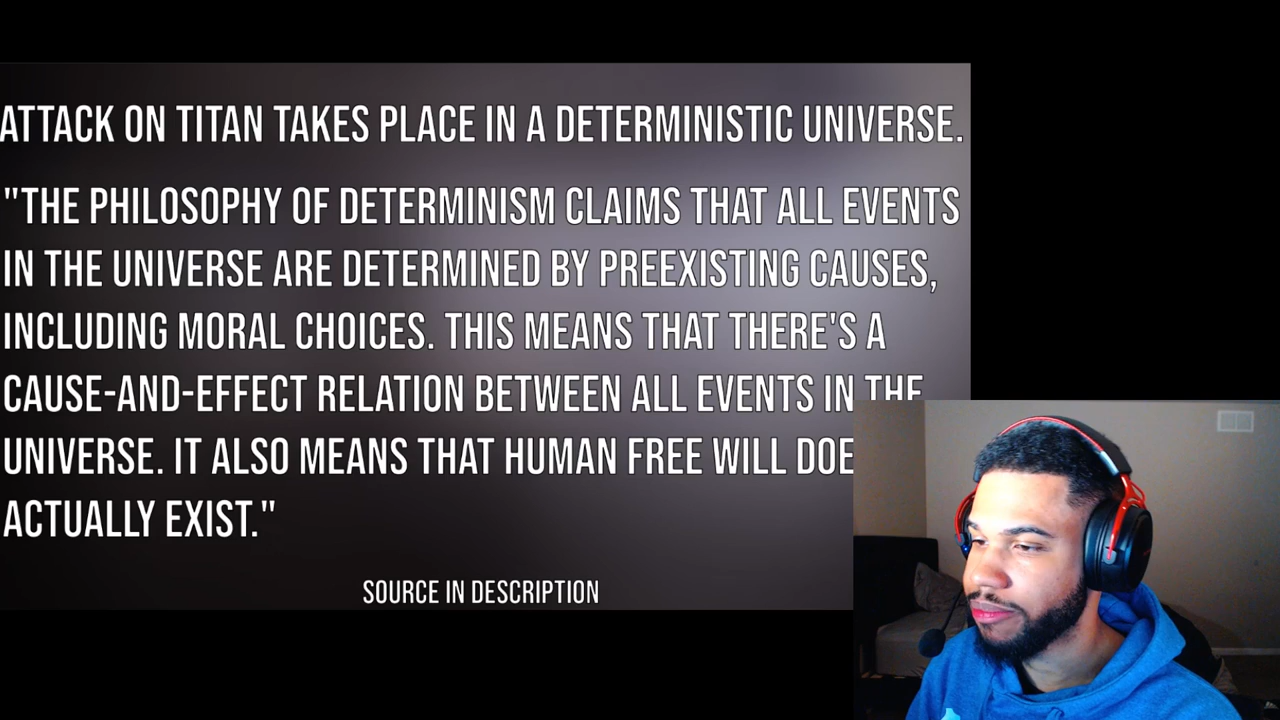 ATTACK ON TITAN TAKES PLACE IN A DETERMINISTIC UNIVERSE.
"THE PHILOSOPHY OF DETERMINISM CLAIMS THAT ALL EVENTS
IN THE UNIVERSE ARE DETERMINED BY PREEXISTING CAUSES,
INCLUDING MORAL CHOICES. THIS MEANS THAT THERE'S A
CAUSE-AND-EFFECT RELATION BETWEEN ALL EVENTS IN THE
UNIVERSE. IT ALSO MEANS THAT HUMAN FREE WILL DOE
ACTUALLY EXIST."
SOURCE IN DESCRIPTION